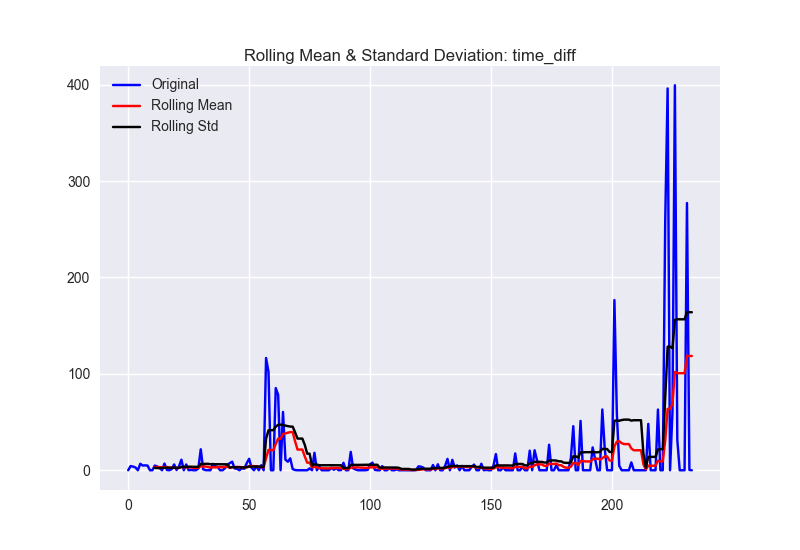 Rolling Mean & Standard Deviation: time_diff
Original
Rolling Mean
Rolling Std
400
300
200
100
0
0 50 100 150 200